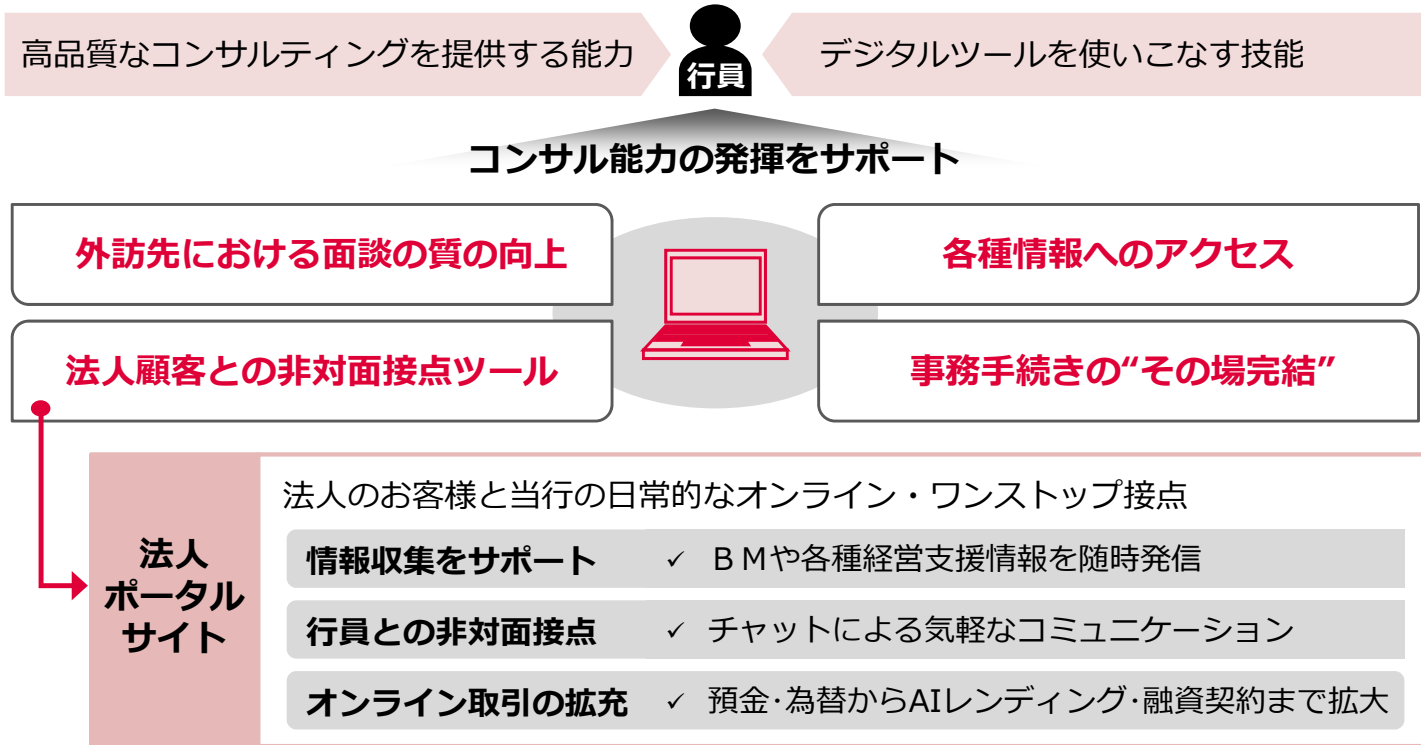 高品質なコンサルティングを提供する能力
行員
デジタルツールを使いこなす技能
コンサル能力の発揮をサポート
外訪先における面談の質の向上
各種情報へのアクセス
法人顧客との非対面接点ツール
事務手続きの“その場完結”
法人
ポータル
サイト
法人のお客様と当行の日常的なオンライン・ワンストップ接点
情報収集をサポート
✓ ＢＭや各種経営支援情報を随時発信
行員との非対面接点
✓ チャットによる気軽なコミュニケーション
オンライン取引の拡充
✓ 預金･為替からAIレンディング･融資契約まで拡大